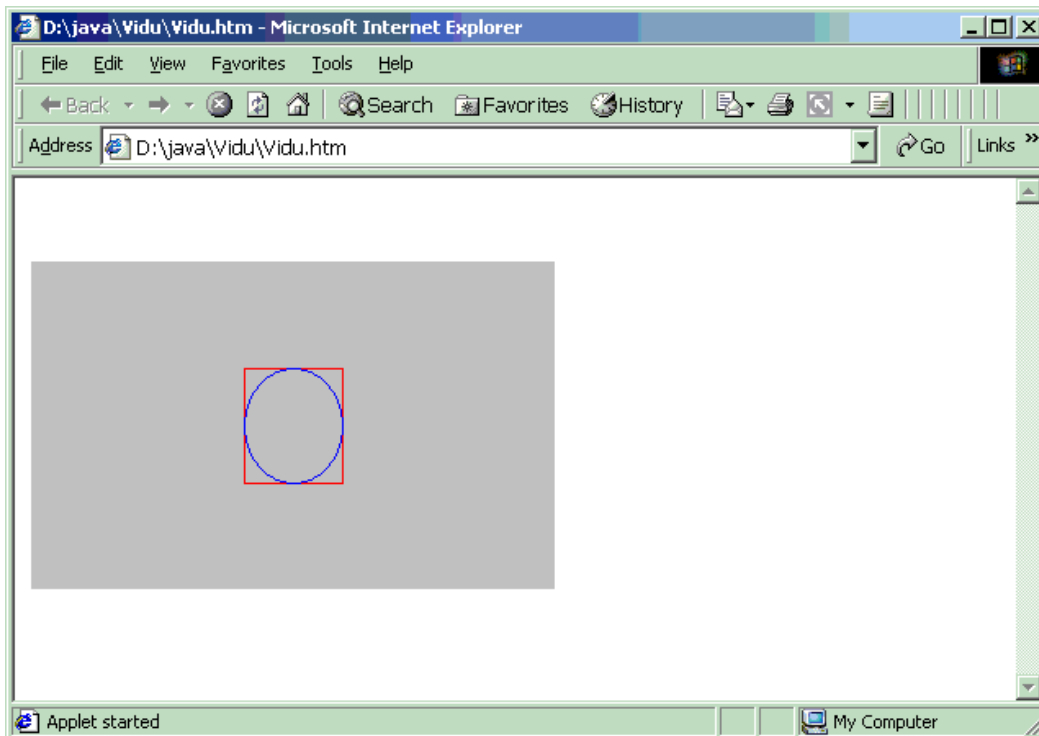 D:\java\Vidu\Vidu.htm - Microsoft Internet Explorer
File Edit View Favorites Tools Help
Back Search Favorites History
Address D:\java\Vidu\Vidu.htm Go Links »
Applet started My Computer